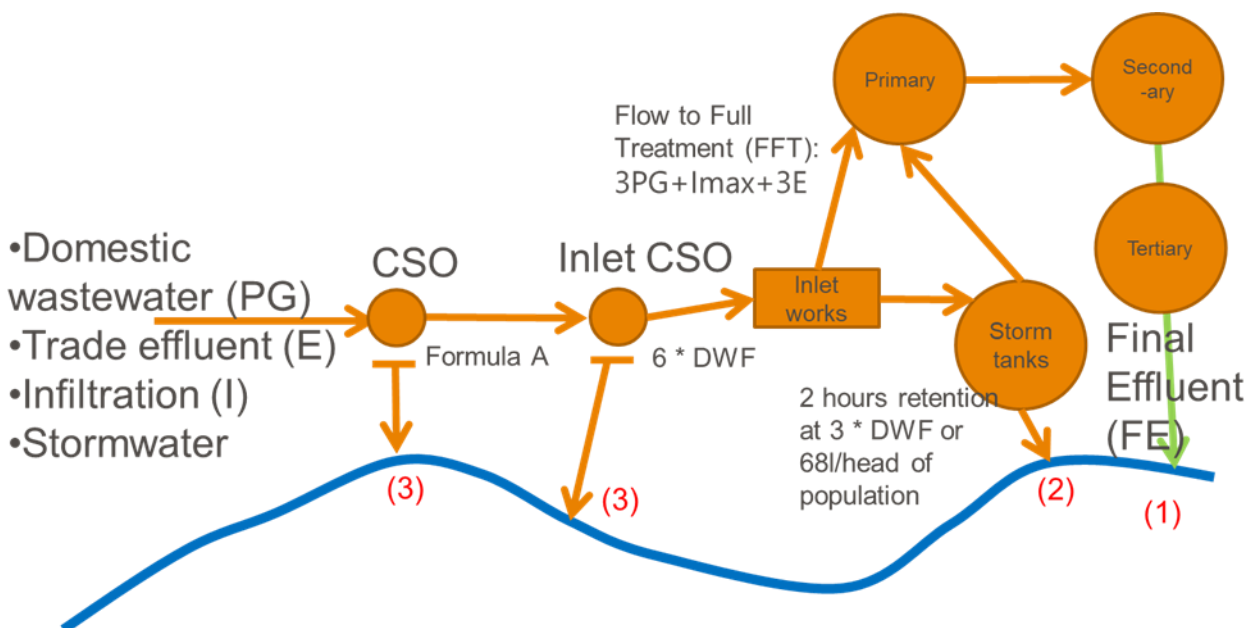 •Domestic
wastewater (PG)
•Trade effluent (E)
•Infiltration (I)
•Stormwater
CSO
Formula A
(3)
Inlet CSO
6 * DWF
(3)
Inlet
works
Flow to Full
Treatment (FFT):
3PG+Imax+3E
Primary
Second
-ary
Tertiary
Storm
tanks
2 hours retention
at 3 * DWF or
68l/head of
population
Final
Effluent
(FE)
(2)
(1)